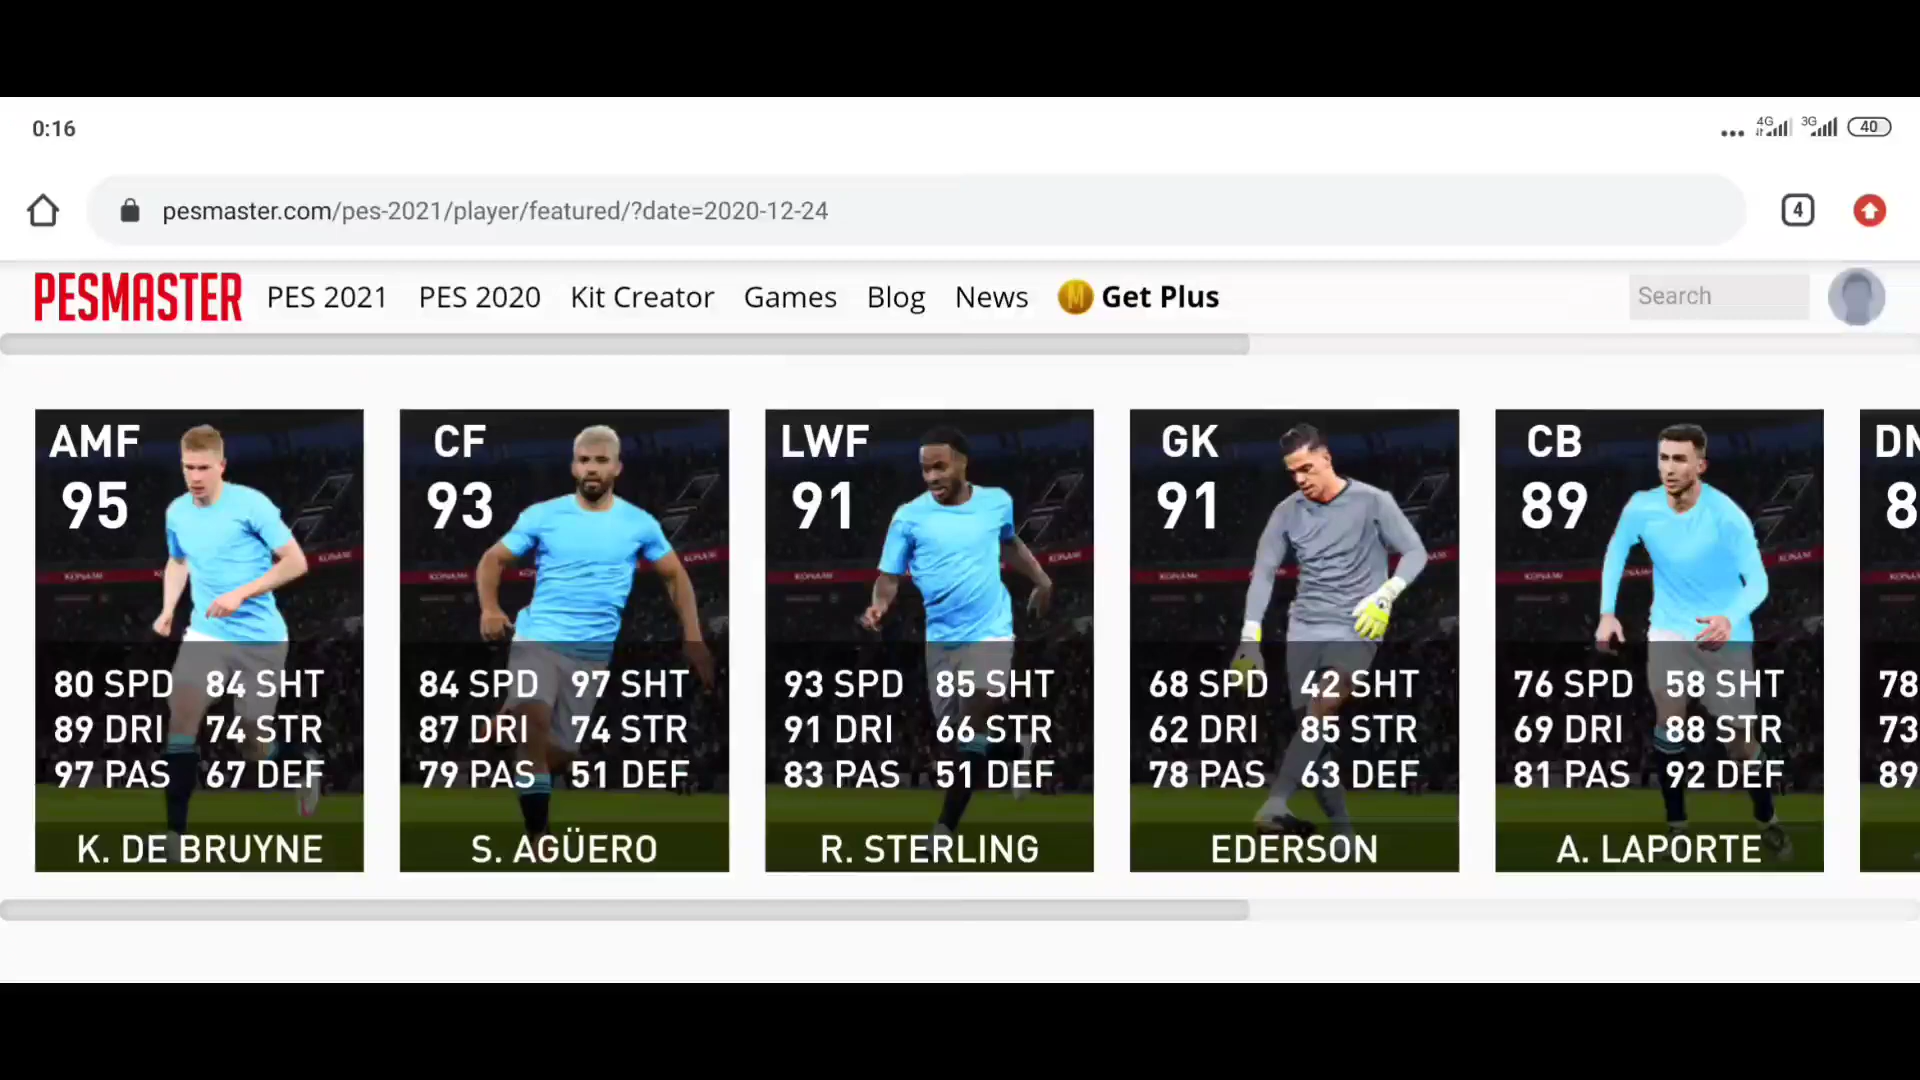 0:16
4G 3G 40
pesmaster.com/pes-2021/player/featured/?date=2020-12-24
4
PESMASTER PES 2021 PES 2020 Kit Creator Games Blog News M Get Plus Search
AMF
95
80 SPD 84 SHT
89 DRI 74 STR
97 PAS 67 DEF
K. DE BRUYNE
CF
93
84 SPD 97 SHT
87 DRI 74 STR
79 PAS 51 DEF
S. AGÜERO
LWF
91
93 SPD 85 SHT
91 DRI 66 STR
83 PAS 51 DEF
R. STERLING
GK
91
68 SPD 42 SHT
62 DRI 85 STR
78 PAS 63 DEF
EDERSON
CB
89
76 SPD 58 SHT
69 DRI 88 STR
81 PAS 92 DEF
A. LAPORTE
78
73
89